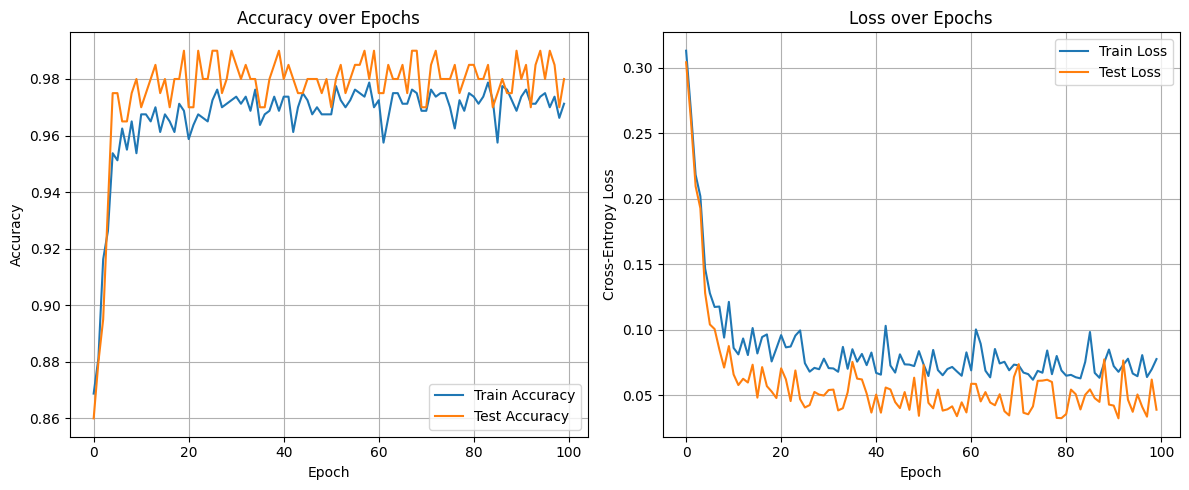 Accuracy over Epochs
Accuracy
0.98
0.96
0.94
0.92
0.90
0.88
0.86
Train Accuracy
Test Accuracy
0 20 40 60 80 100
Epoch
Loss over Epochs
Cross-Entropy Loss
0.30
0.25
0.20
0.15
0.10
0.05
Train Loss
Test Loss
0 20 40 60 80 100
Epoch